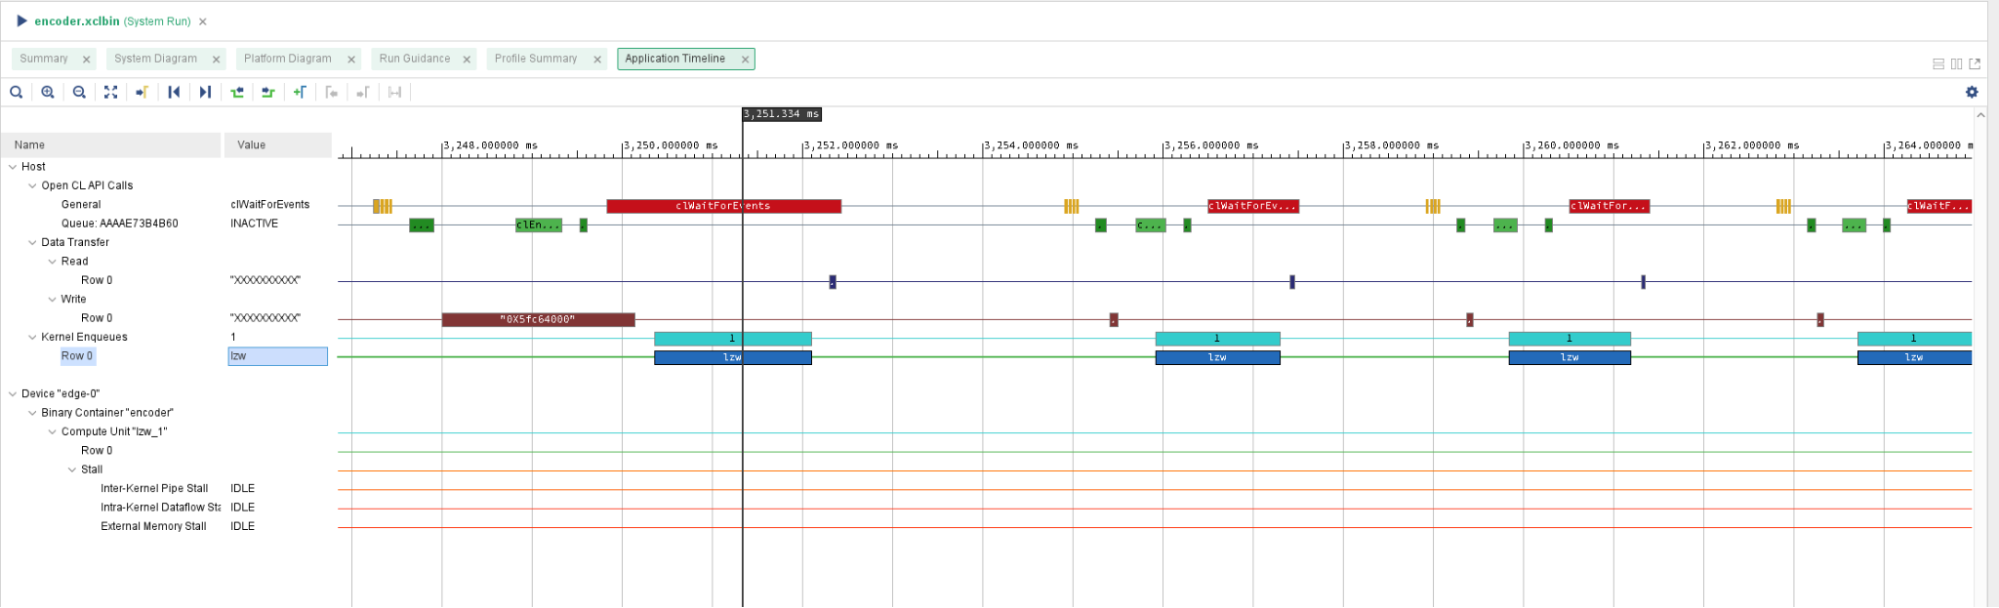 encoder.xclbin (System Run)
Summary System Diagram Platform Diagram Run Guidance Profile Summary Application Timeline
3,251.334 ms
Name Value
3,248.000000 ms 3,250.000000 ms 3,252.000000 ms 3,254.000000 ms 3,256.000000 ms 3,258.000000 ms 3,260.000000 ms 3,262.000000 ms 3,264.000000 m
Host
Open CL API Calls
General clWaitForEvents clWaitForEvents clWaitForEv... clWaitFor... clWaitF...
Queue: AAAAE73B4B60 INACTIVE ... clEn... . . c... . . ... . . ... .
Data Transfer
Read
Row 0 "XXXXXXXXXX"
Write
Row 0 "XXXXXXXXXX" "0X5fc64000"
Kernel Enqueues 1 1 1 1 1
Row 0 lzw lzw lzw lzw lzw
Device "edge-0"
Binary Container "encoder"
Compute Unit "lzw_1"
Row 0
Stall
Inter-Kernel Pipe Stall IDLE
Intra-Kernel Dataflow Sta IDLE
External Memory Stall IDLE